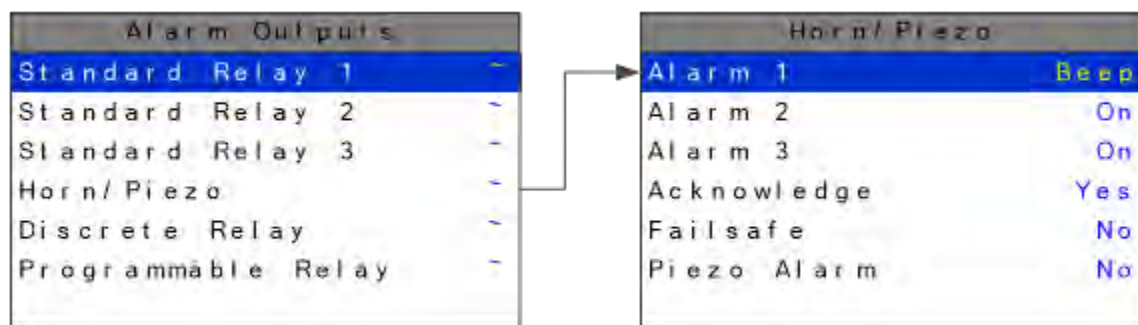 Alarm Outputs
Standard Relay 1 ~
Standard Relay 2 ~
Standard Relay 3 ~
Horn/Piezo ~
Discrete Relay ~
Programmable Relay ~
Horn/Piezo
Alarm 1 Beep
Alarm 2 On
Alarm 3 On
Acknowledge Yes
Failsafe No
Piezo Alarm No